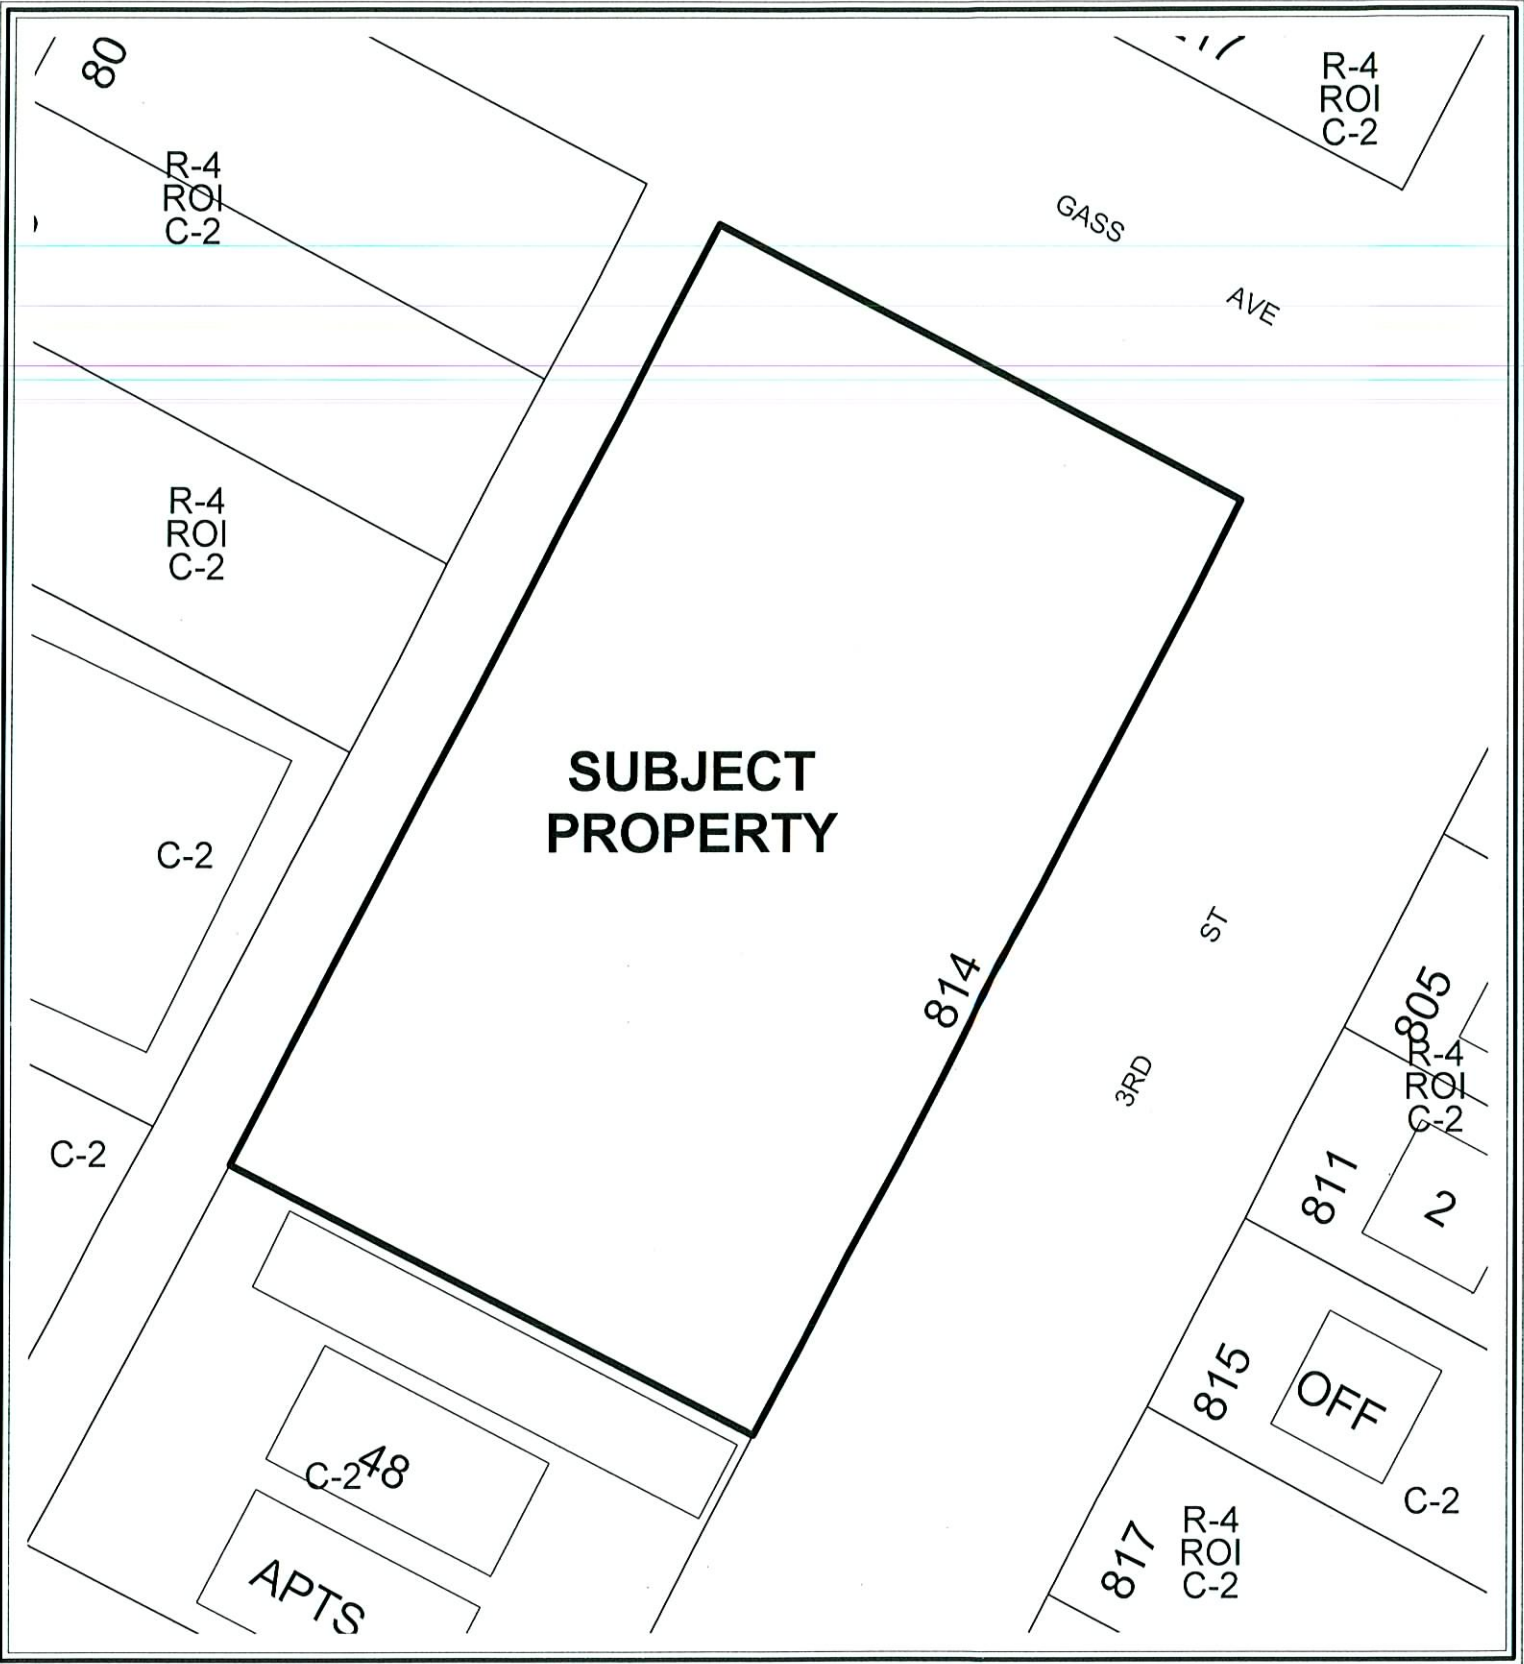 80
R-4
ROI
C-2
R-4
ROI
C-2
GASS
AVE
R-4
ROI
C-2
SUBJECT
PROPERTY
C-2
814
ST
3RD
805
R-4
ROI
C-2
C-2
811
2
815
OFF
C-2
48
C-2
APTS
817
R-4
ROI
C-2